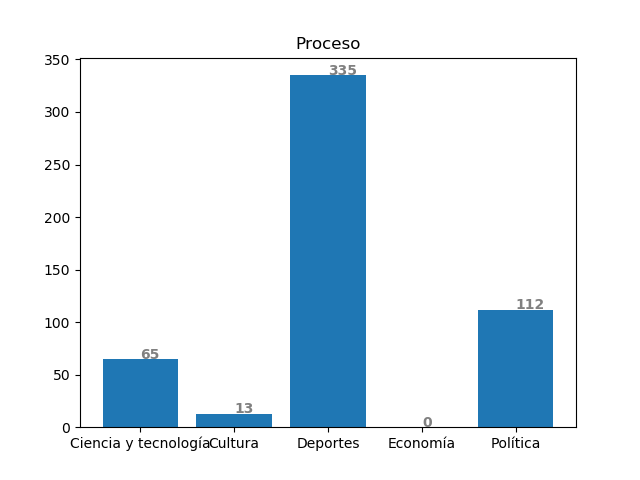 Proceso
350
300
250
200
150
100
50
0
65
13
335
0
112
Ciencia y tecnología
Cultura
Deportes
Economía
Política